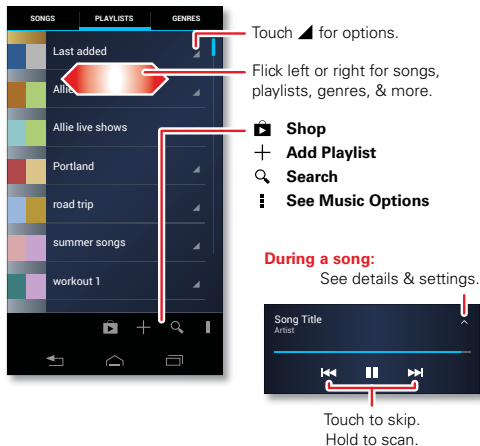 SONGS PLAYLISTS GENRES
Last added
Allie
Allie live shows
Portland
road trip
summer songs
workout 1
Touch for options.
Flick left or right for songs,
playlists, genres, & more.
Shop
Add Playlist
Search
See Music Options
During a song:
See details & settings.
Song Title
Artist
Touch to skip.
Hold to scan.